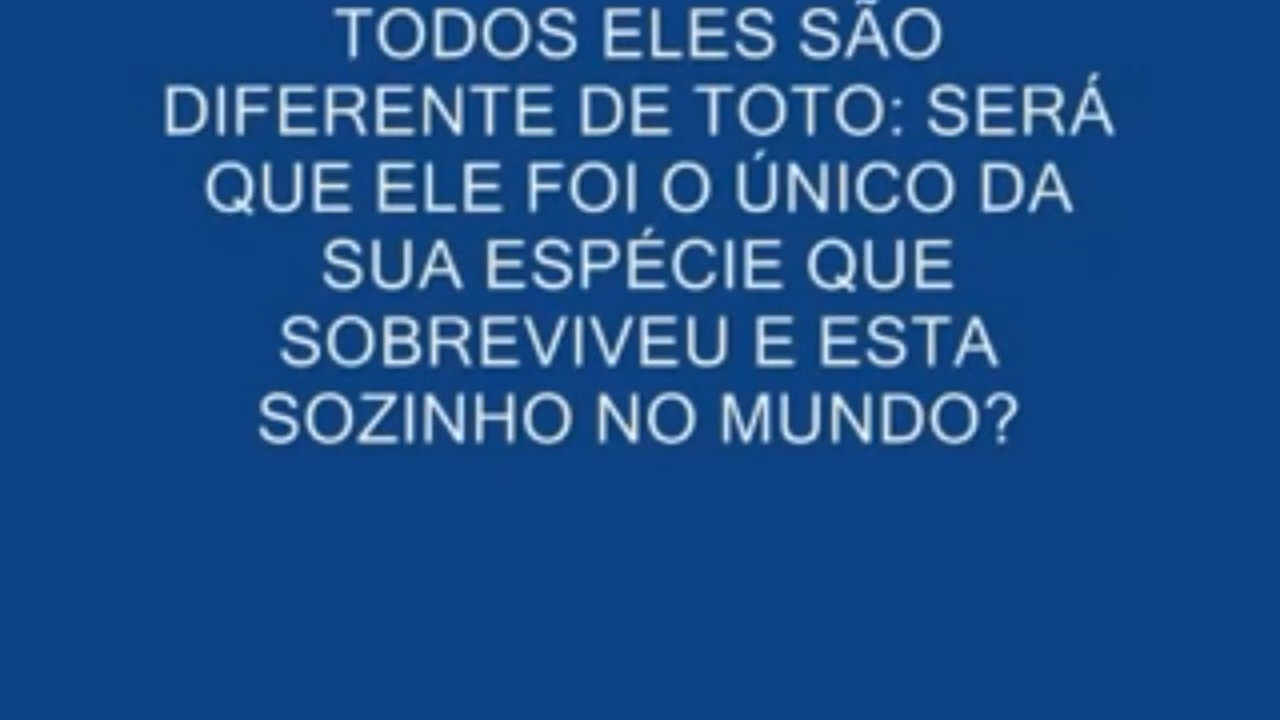 TODOS ELES SÃO
DIFERENTE DE TOTO: SERÁ
QUE ELE FOI O ÚNICO DA
SUA ESPÉCIE QUE
SOBREVIVEU E ESTA
SOZINHO NO MUNDO?